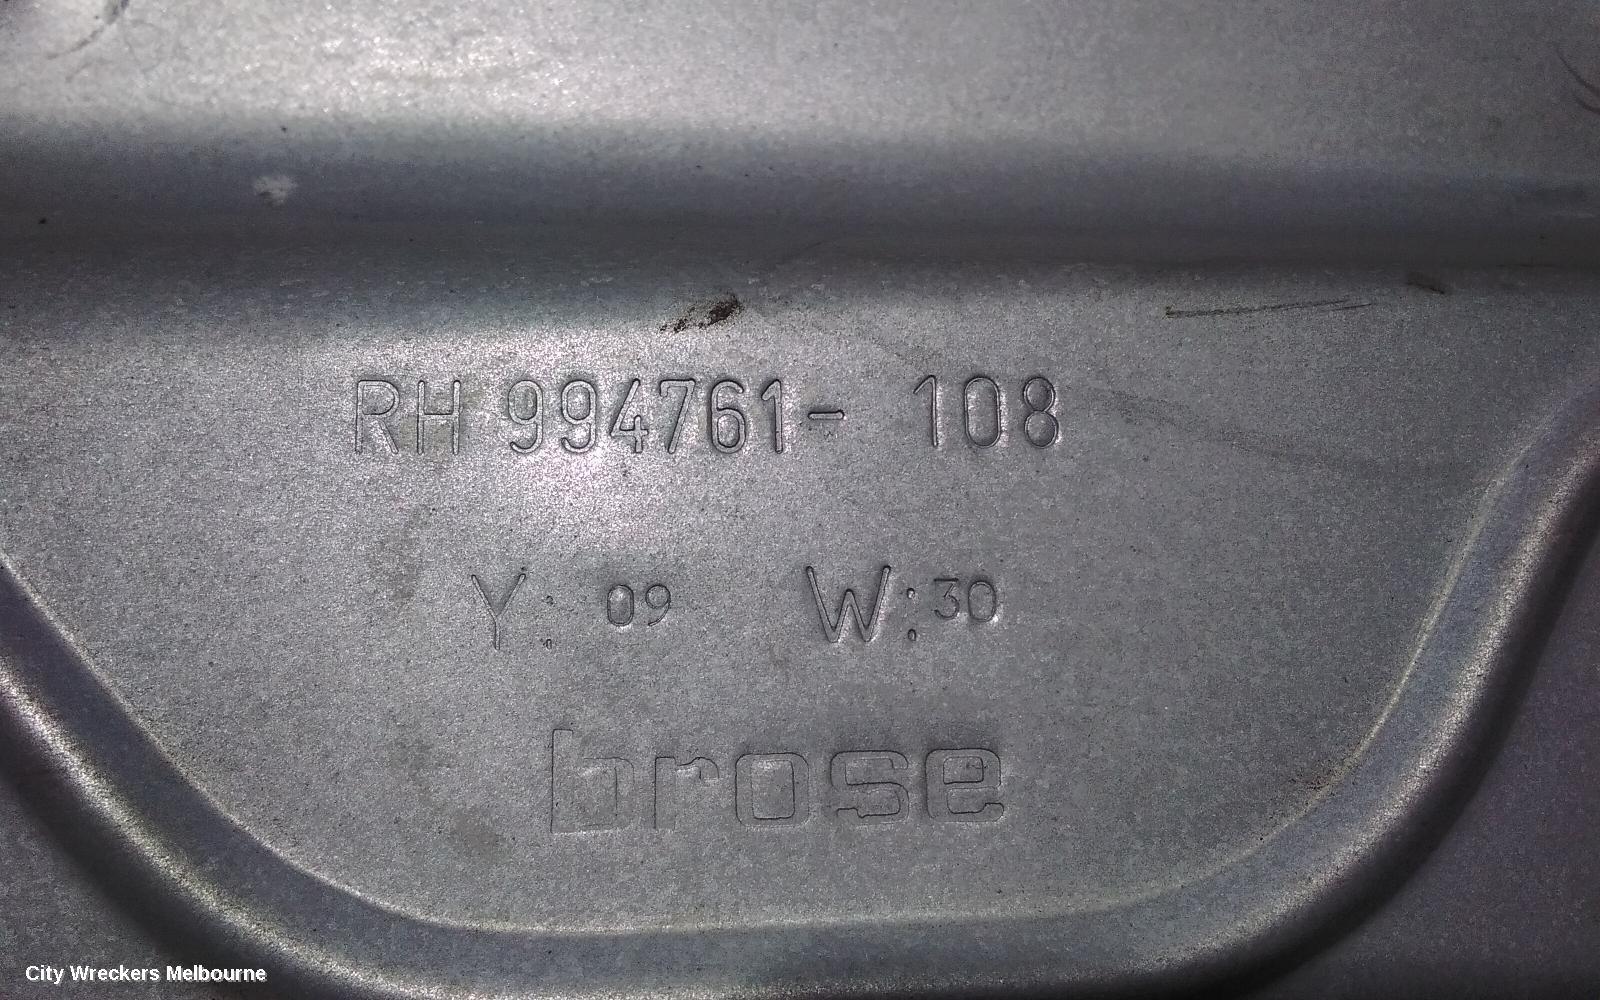 RH 994761- 108
Y: 09 W:30
brose
City Wreckers Melbourne